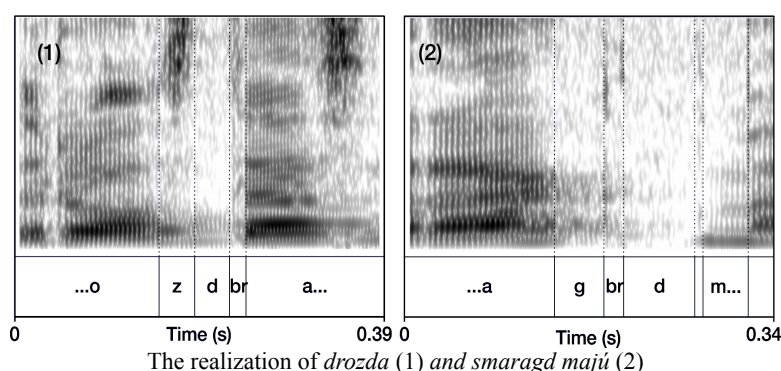 (1) (2)
...o z d br a... ...a g br d m...
0 Time (s) 0.39 0 Time (s) 0.34
The realization of drozda (1) and smaragd majú (2)